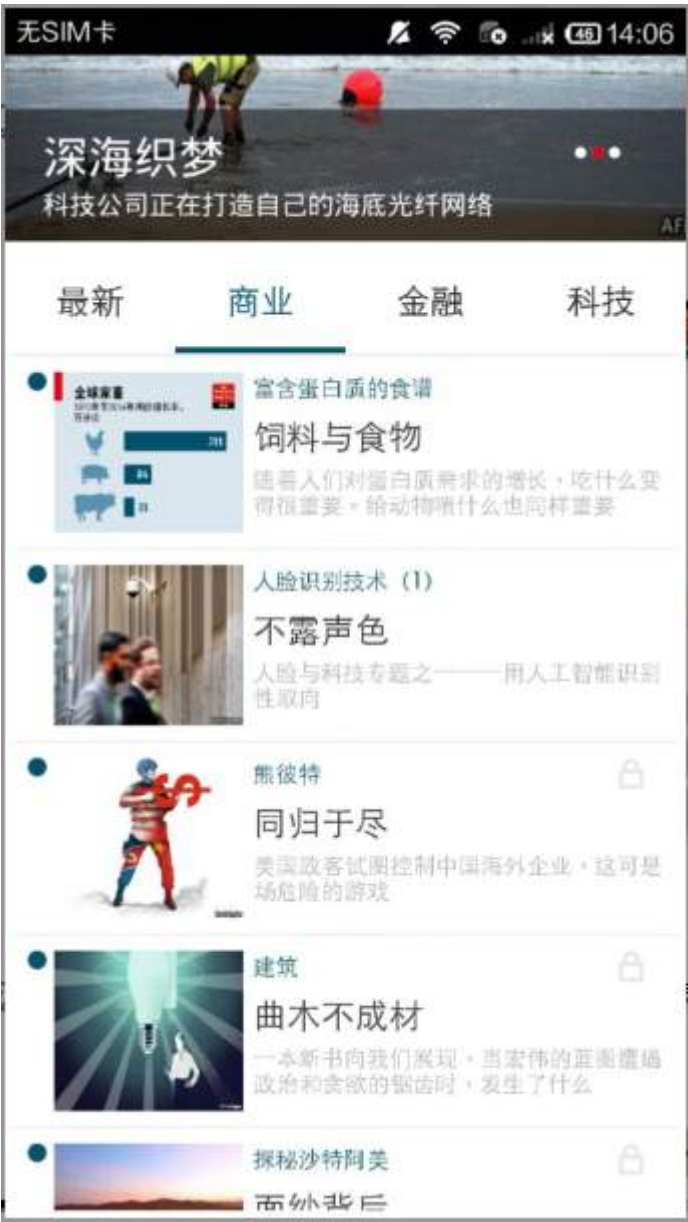 无SIM卡
46 14:06
深海织梦
科技公司正在打造自己的海底光纤网络
AF
最新 商业 金融 科技
全球家畜
富含蛋白质的食谱
饲料与食物
随着人们对蛋白质需求的增长，吃什么变
得很重要。给动物喂什么也同样重要
人脸识别技术（1）
不露声色
人脸与科技专题之————用人工智能识别
性取向
熊彼特
同归于尽
美国政客试图控制中国海外企业，这可是
场危险的游戏
建筑
曲木不成材
一本新书向我们展现，当宏伟的蓝图遭遇
政治和贪欲的锯齿时，发生了什么
探秘沙特阿美
面纱背后